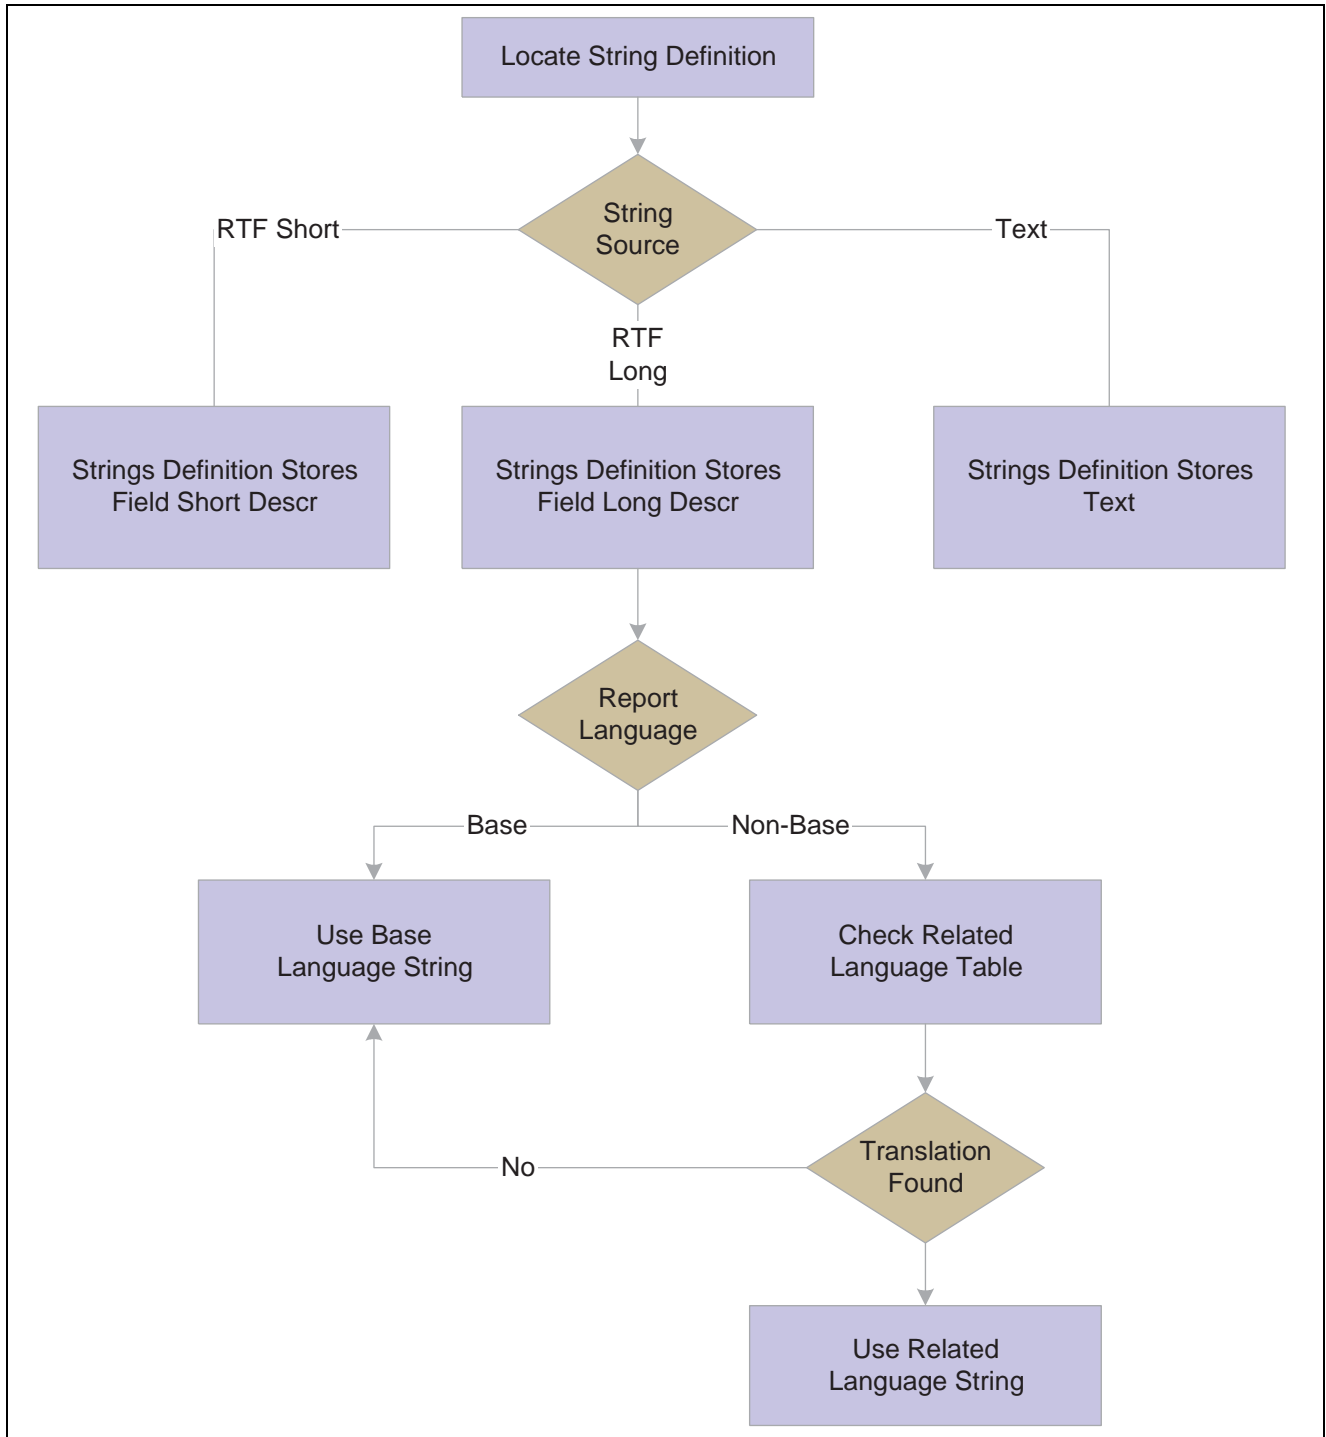 Locate String Definition
String
Source
RTF Short
Text
RTF
Long
Strings Definition Stores
Field Short Descr
Strings Definition Stores
Field Long Descr
Strings Definition Stores
Text
Report
Language
Base
Non-Base
Use Base
Language String
Check Related
Language Table
Translation
Found
No
Use Related
Language String